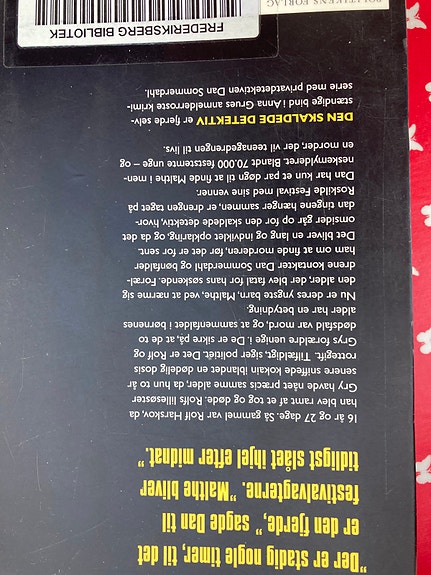 "Der er stadig nogle timer, til det
er den fjerde," sagde Dan til
festivalvagterne. "Malthe bliver
tidligst slået ihjel efter midnat."
16 år og 27 dage. Så gammel var Rolf Harskov, da
han blev ramt af et tog og døde. Rolfs lillesøster
Gry havde nået præcis samme alder, da hun to år
senere sniffede kokain iblandet en dødelig dosis
rottegift. Tilfældigt, siger politiet. Det er Rolf og
Grys forældre uenige i. De er sikre på, at de to
dødsfald var mord, og at sammenfaldet i børnenes
alder har en betydning.
Nu er deres yngste barn, Malthe, ved at nærme sig
den alder, der blev fatal for hans søskende. Foræl-
drene kontakter Dan Sommerdahl og bønfalder
ham om at finde morderen, før det er for sent.
Det bliver en lang og indviklet opklaring, og da det
omsider går op for den skaldede detektiv, hvor-
dan tingene hænger sammen, er drengen taget på
Roskilde Festival med sine venner.
Dan har kun et par døgn til at finde Malthe i men-
neskemylderet. Blandt 70.000 feststemte unge – og
en morder, der vil teenagedrengen til livs.
DEN SKALDEDE DETEKTIV er fjerde selv-
stændige bind i Anna Grues anmelderroste krimi-
serie med privatdetektiven Dan Sommerdahl.
FREDERIKSBERG BIBLIOTEK
POLITIKENS FORLAG